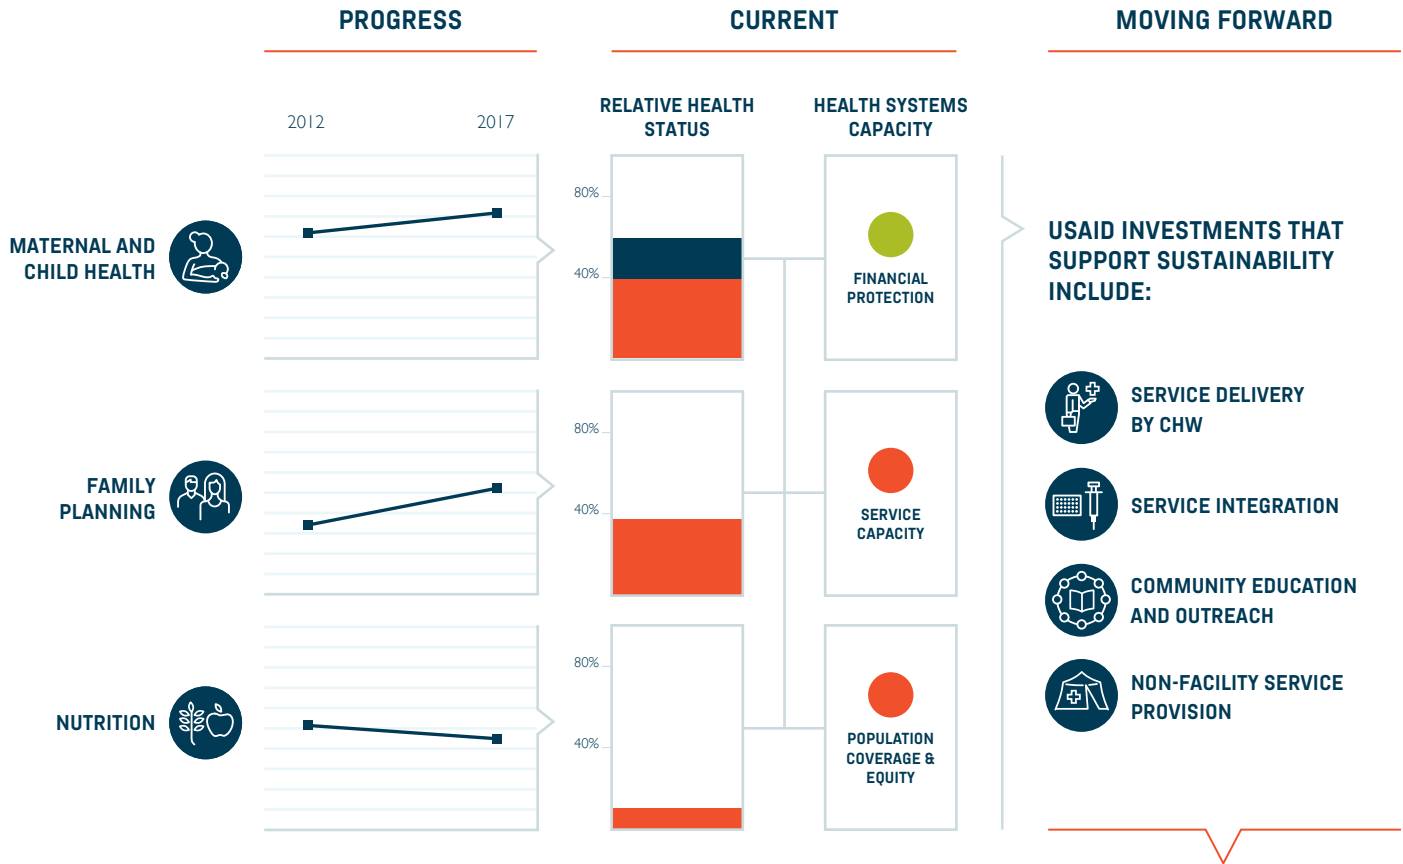 PROGRESS
CURRENT
MOVING FORWARD
2012
2017
RELATIVE HEALTH
STATUS
HEALTH SYSTEMS
CAPACITY
MATERNAL AND
CHILD HEALTH
80%
40%
FINANCIAL
PROTECTION
FAMILY
PLANNING
80%
40%
SERVICE
CAPACITY
NUTRITION
80%
40%
POPULATION
COVERAGE &
EQUITY
USAID INVESTMENTS THAT
SUPPORT SUSTAINABILITY
INCLUDE:
SERVICE DELIVERY
BY CHW
SERVICE INTEGRATION
COMMUNITY EDUCATION
AND OUTREACH
NON-FACILITY SERVICE
PROVISION